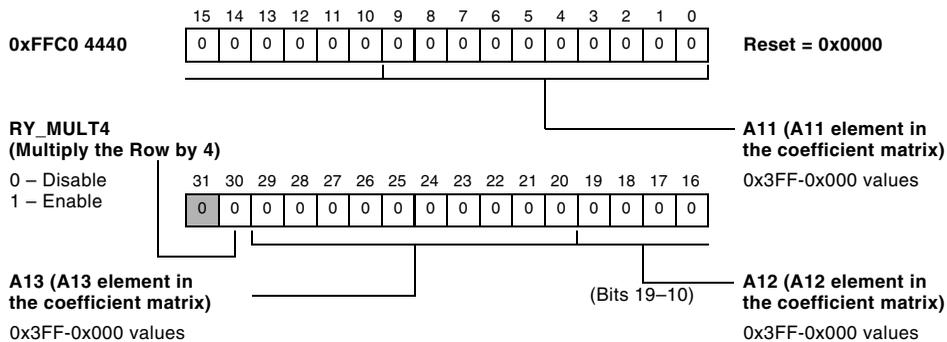 15 14 13 12 11 10 9 8 7 6 5 4 3 2 1 0
0xFFC0 4440 0 0 0 0 0 0 0 0 0 0 0 0 0 0 0 0 Reset = 0x0000
RY_MULT4
(Multiply the Row by 4)
0 – Disable
1 – Enable
A11 (A11 element in
the coefficient matrix)
0x3FF-0x000 values
31 30 29 28 27 26 25 24 23 22 21 20 19 18 17 16
0 0 0 0 0 0 0 0 0 0 0 0 0 0 0 0
A13 (A13 element in
the coefficient matrix)
0x3FF-0x000 values
(Bits 19–10)
A12 (A12 element in
the coefficient matrix)
0x3FF-0x000 values